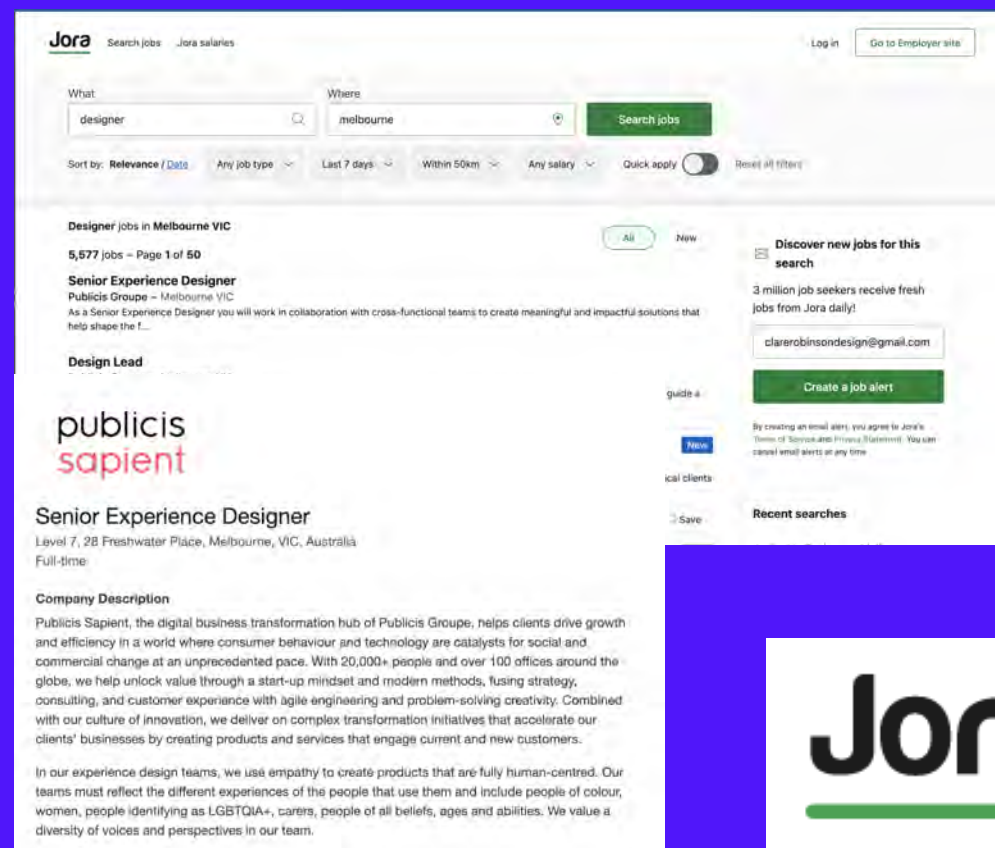 Jora Search jobs Jora salaries Log in Go to Employer site
What Where
designer melbourne Search jobs
Sort by: Relevance / Date Any job type Last 7 days Within 50km Any salary Quick apply Reset all filters
Designer jobs in Melbourne VIC All New
5,577 jobs – Page 1 of 50
Senior Experience Designer
Publicis Groupe – Melbourne VIC
As a Senior Experience Designer you will work in collaboration with cross-functional teams to create meaningful and impactful solutions that
help shape the f...
Design Lead
guide a
New
ical clients
Save
Discover new jobs for this
search
3 million job seekers receive fresh
jobs from Jora daily!
clarerobinsondesign@gmail.com
Create a job alert
By creating an email alert, you agree to Jora's
Terms of Service and Privacy Statement. You can
cancel email alerts at any time
Recent searches
publicis
sapient
Senior Experience Designer
Level 7, 28 Freshwater Place, Melbourne, VIC, Australia
Full-time
Company Description
Publicis Sapient, the digital business transformation hub of Publicis Groupe, helps clients drive growth
and efficiency in a world where consumer behaviour and technology are catalysts for social and
commercial change at an unprecedented pace. With 20,000+ people and over 100 offices around the
globe, we help unlock value through a start-up mindset and modern methods, fusing strategy,
consulting, and customer experience with agile engineering and problem-solving creativity. Combined
with our culture of innovation, we deliver on complex transformation initiatives that accelerate our
clients' businesses by creating products and services that engage current and new customers.
In our experience design teams, we use empathy to create products that are fully human-centred. Our
teams must reflect the different experiences of the people that use them and include people of colour,
women, people identifying as LGBTQIA+, carers, people of all beliefs, ages and abilities. We value a
diversity of voices and perspectives in our team.
Jor